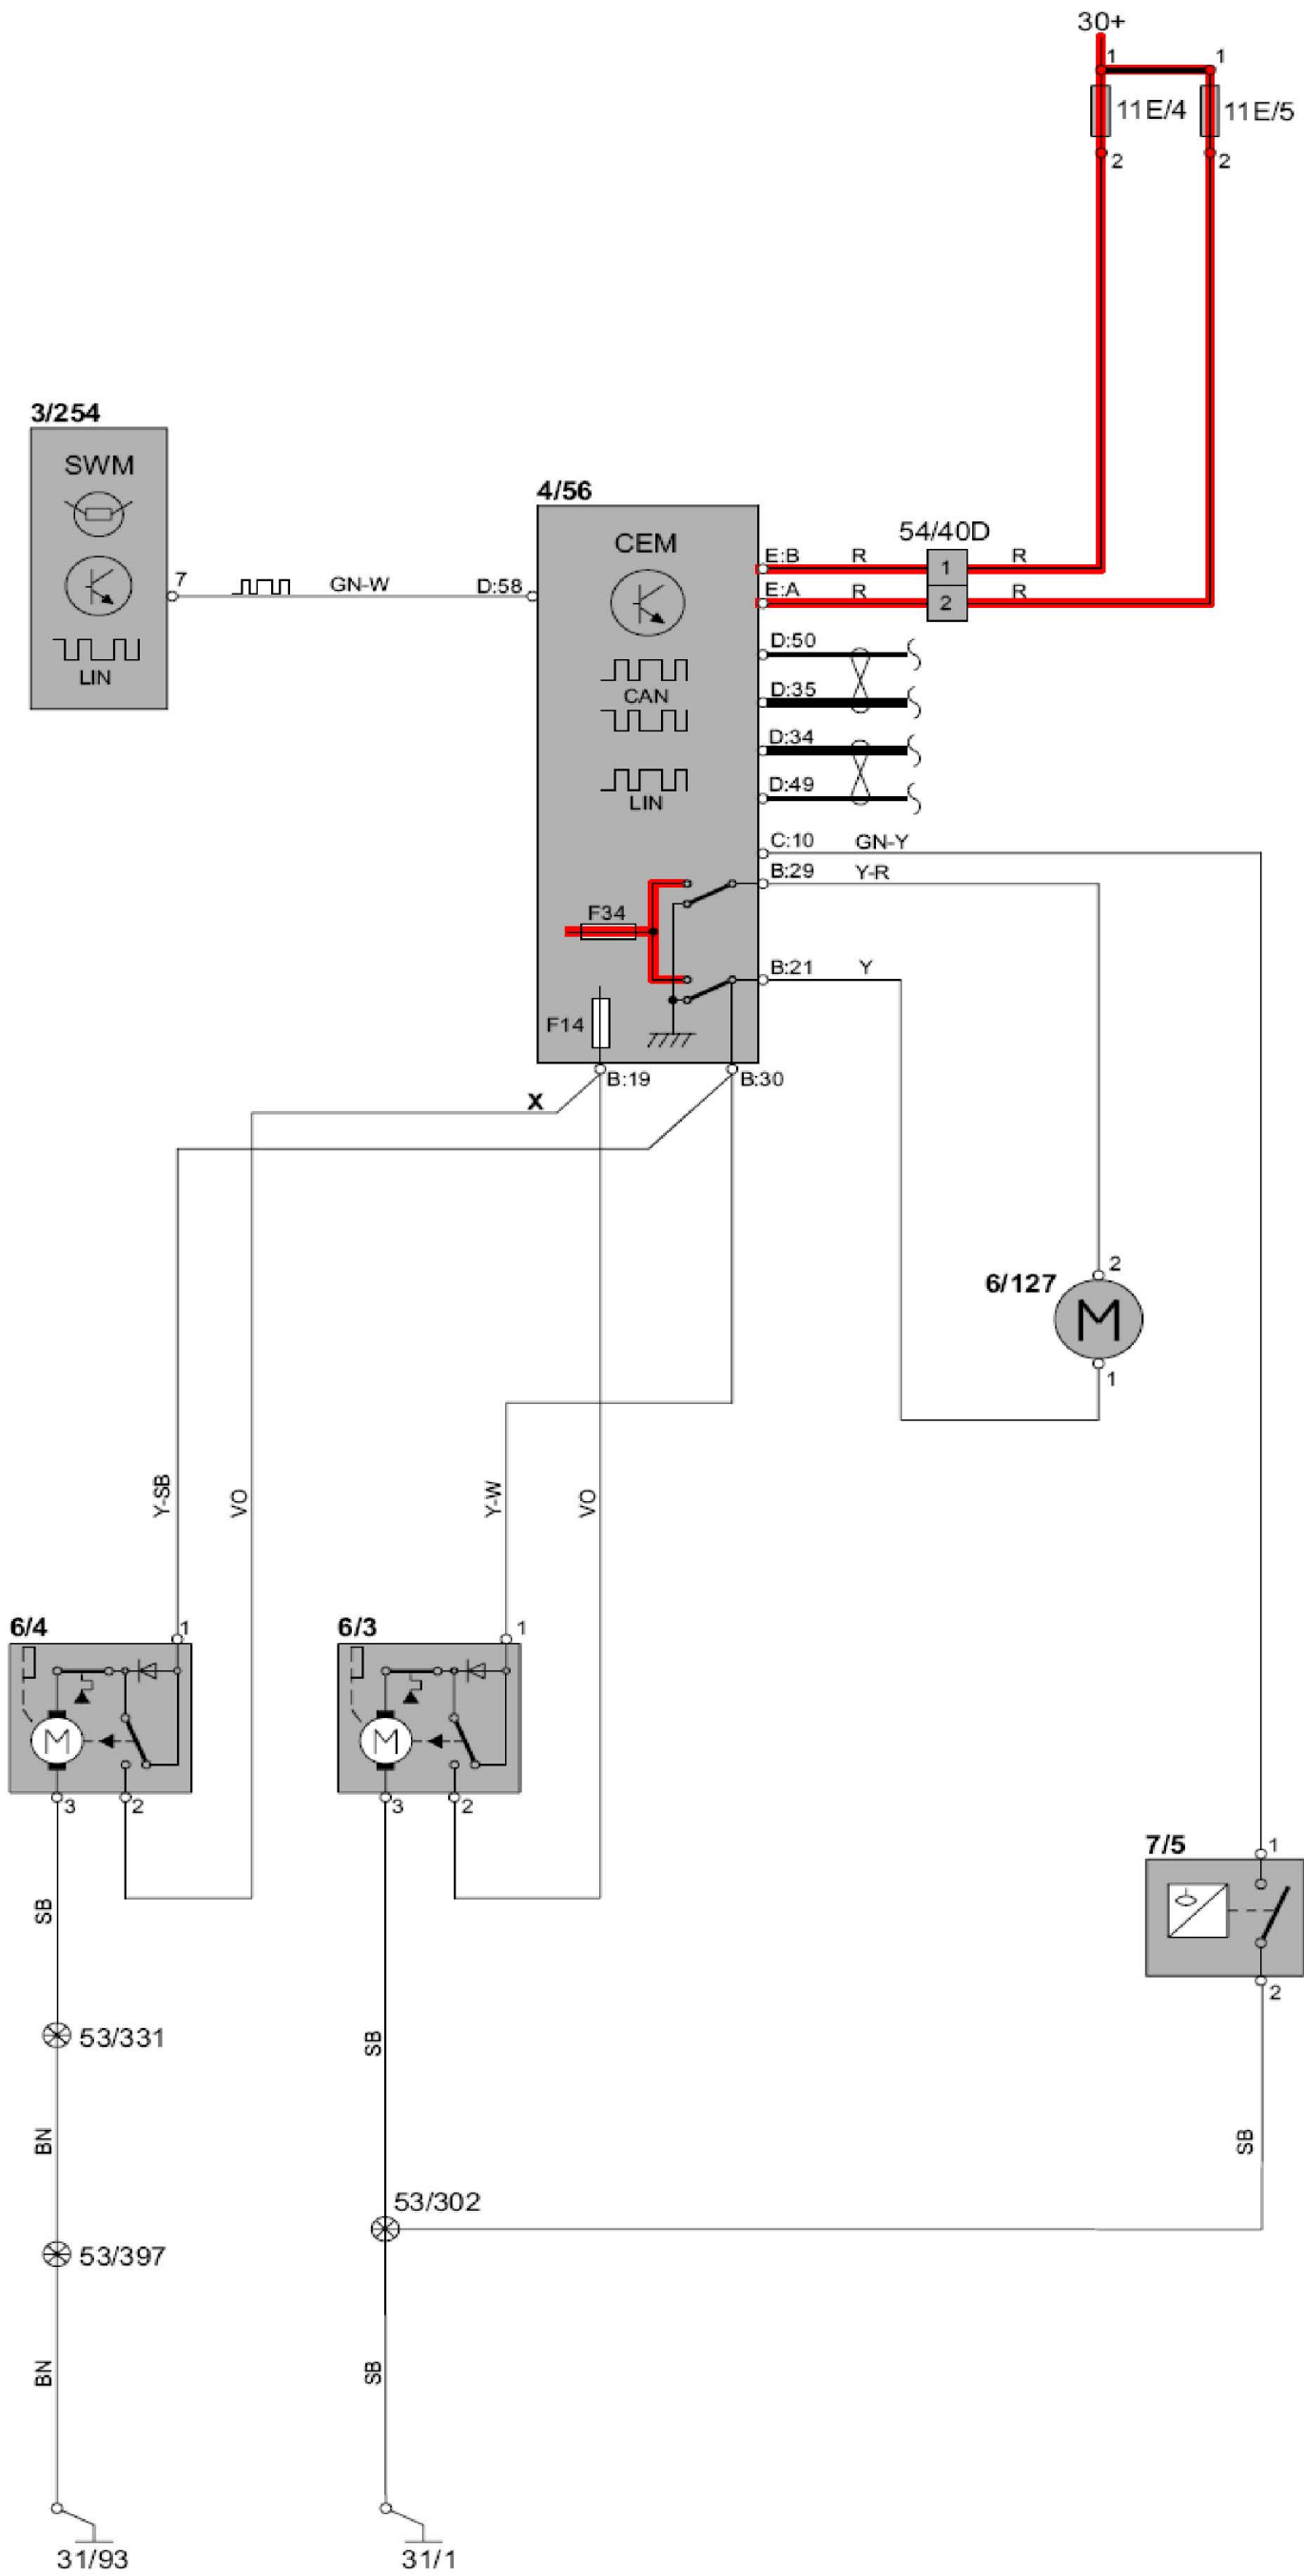 30+
1
1
11E/4
11E/5
2
2
3/254
SWM
LIN
7
GN-W
D:58
4/56
CEM
CAN
LIN
54/40D
E:B
R
1
R
E:A
R
2
R
D:50
D:35
D:34
D:49
C:10
GN-Y
B:29
Y-R
F34
B:21
Y
F14
B:19
B:30
X
2
6/127
M
1
Y-SB
VO
Y-W
VO
6/4
1
6/3
1
M
M
3
2
3
2
7/5
1
2
SB
53/331
SB
BN
SB
53/302
53/397
BN
SB
31/93
31/1